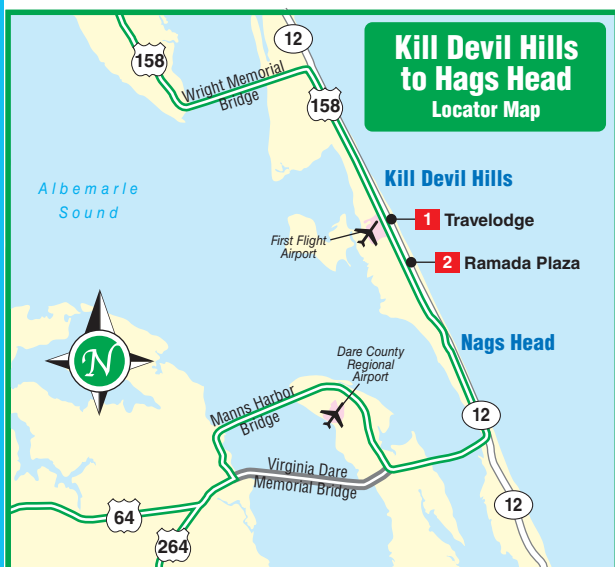 Kill Devil Hills
to Hags Head
Locator Map
12
158
Wright Memorial
Bridge
158
Albemarle
Sound
Kill Devil Hills
1 Travelodge
First Flight
Airport
2 Ramada Plaza
Nags Head
N
Dare County
Regional
Airport
Manns Harbor
Bridge
12
Virginia Dare
Memorial Bridge
64
12
264